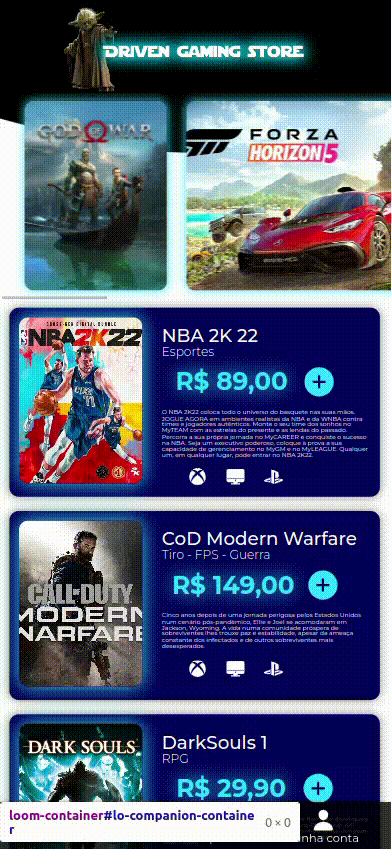 DRIVEN GAMING STORE
GOD OF WAR
FORZA
HORIZON 5
NBA 2K22
NBA 2K 22
Esportes
R$ 89,00
O NBA 2K22 coloca todo o universo do basquete nas suas mãos.
JOGUE AGORA em ambientes realistas da NBA e da WNBA contra
times e jogadores autênticos. Monte o seu time dos sonhos no
MyTEAM com as estrelas do presente e as lendas do passado.
Percorra a sua própria jornada no MyCAREER e conquiste o sucesso
na NBA. Seja um executivo poderoso, coloque à prova a sua
capacidade de gerenciamento no MyGM e no MyLEAGUE. Qualquer
um, em qualquer lugar, pode entrar no NBA 2K22.
CALL OF DUTY
MODERN
WARFARE
CoD Modern Warfare
Tiro - FPS - Guerra
R$ 149,00
Cinco anos depois de uma jornada perigosa pelos Estados Unidos
num cenário pós-pandêmico, Ellie e Joel se acomodaram em
Jackson, Wyoming. A vida numa comunidade próspera de
sobreviventes lhes trouxe paz e estabilidade, apesar da ameaça
constante dos infectados e de outros sobreviventes mais
desesperados.
DARK SOULS
DarkSouls 1
RPG
R$ 29,90
loom-container#lo-companion-containe
r
0 × 0
nha conta